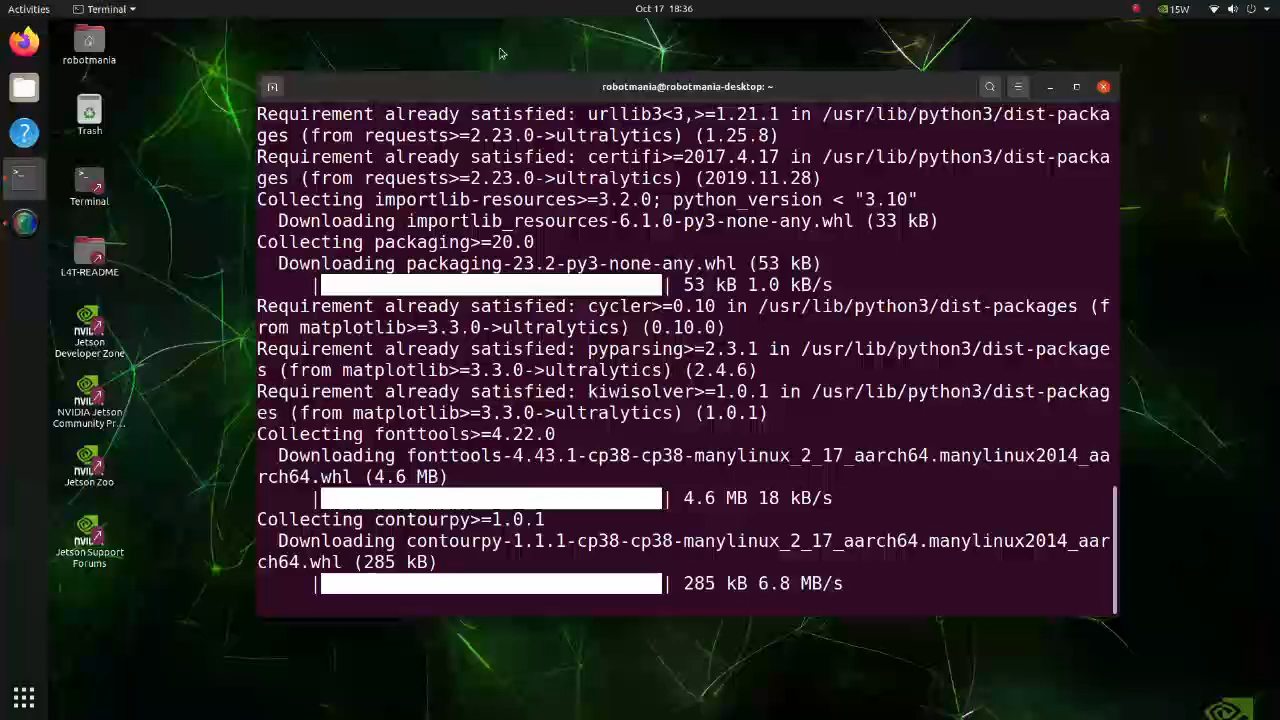 Activities
Terminal
Oct 17 18:36
15W
robotmania
Trash
Terminal
L4T-README
NVIDIA Jetson
Developer Zone
NVIDIA Jetson
Community Pr...
Jetson Zoo
Jetson Support
Forums
robotmania@robotmania-desktop: ~
Requirement already satisfied: urllib3<3,>=1.21.1 in /usr/lib/python3/dist-packa
ges (from requests>=2.23.0->ultralytics) (1.25.8)
Requirement already satisfied: certifi>=2017.4.17 in /usr/lib/python3/dist-packa
ges (from requests>=2.23.0->ultralytics) (2019.11.28)
Collecting importlib-resources>=3.2.0; python_version < "3.10"
Downloading importlib_resources-6.1.0-py3-none-any.whl (33 kB)
Collecting packaging>=20.0
Downloading packaging-23.2-py3-none-any.whl (53 kB)
| | 53 kB 1.0 kB/s
Requirement already satisfied: cycler>=0.10 in /usr/lib/python3/dist-packages (f
rom matplotlib>=3.3.0->ultralytics) (0.10.0)
Requirement already satisfied: pyparsing>=2.3.1 in /usr/lib/python3/dist-package
s (from matplotlib>=3.3.0->ultralytics) (2.4.6)
Requirement already satisfied: kiwisolver>=1.0.1 in /usr/lib/python3/dist-packag
es (from matplotlib>=3.3.0->ultralytics) (1.0.1)
Collecting fonttools>=4.22.0
Downloading fonttools-4.43.1-cp38-cp38-manylinux_2_17_aarch64.manylinux2014_aa
rch64.whl (4.6 MB)
| | 4.6 MB 18 kB/s
Collecting contourpy>=1.0.1
Downloading contourpy-1.1.1-cp38-cp38-manylinux_2_17_aarch64.manylinux2014_aar
ch64.whl (285 kB)
| | 285 kB 6.8 MB/s